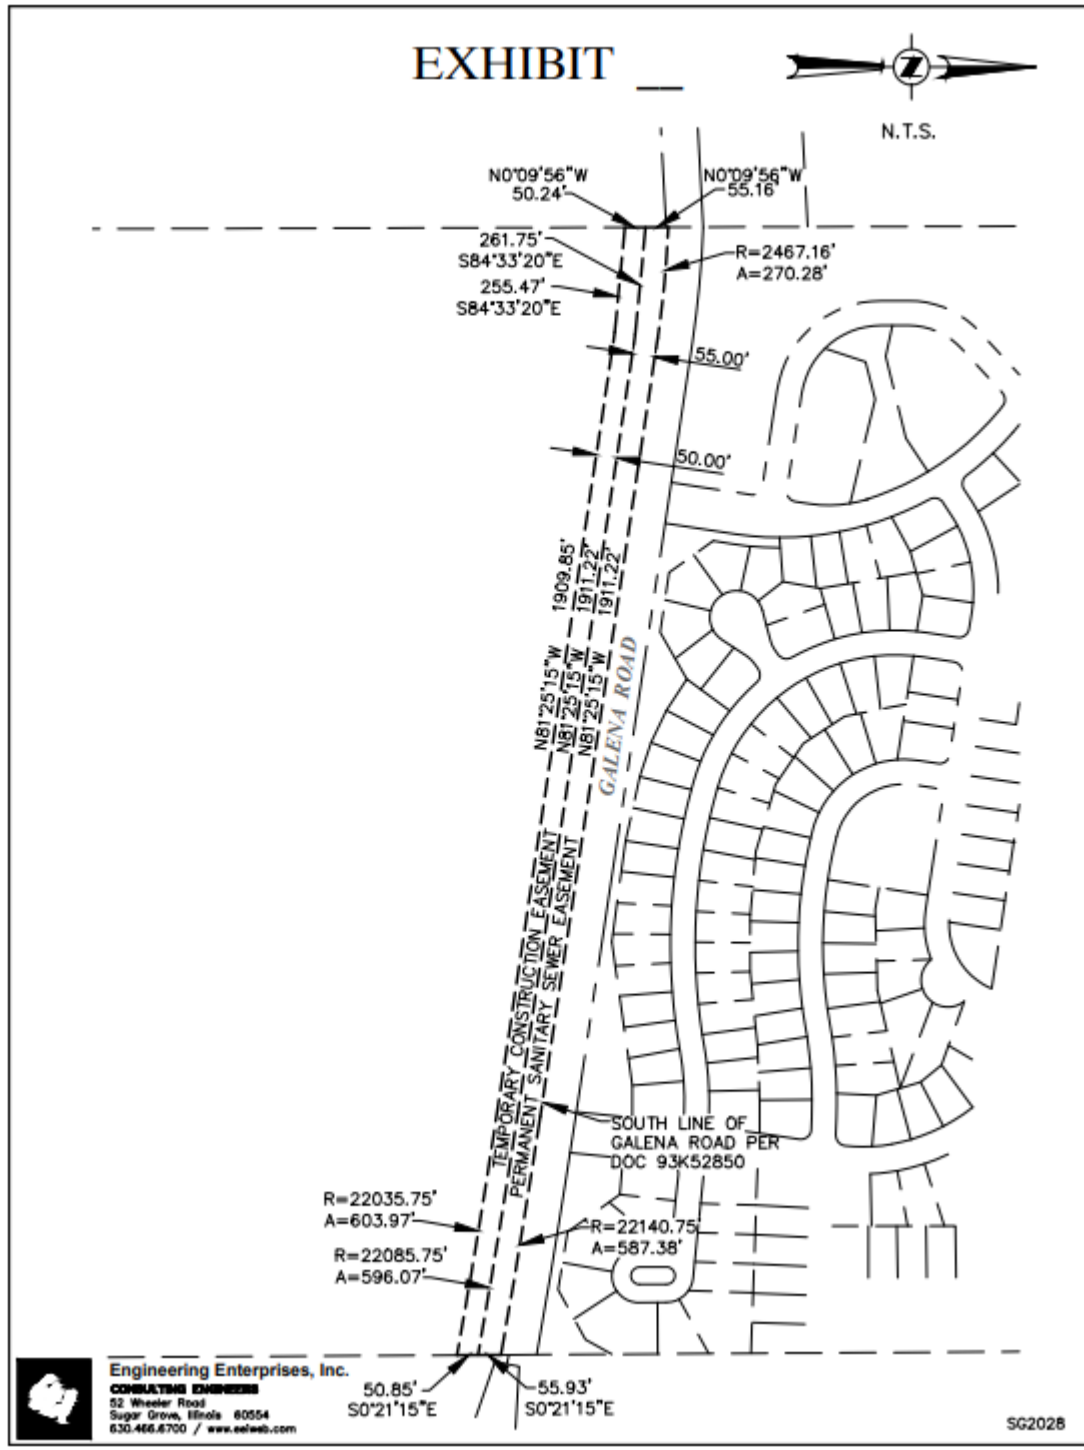 EXHIBIT __
N.T.S.
N0°09'56"W
50.24'
N0°09'56"W
55.16'
261.75'
S84°33'20"E
255.47'
S84°33'20"E
R=2467.16'
A=270.28'
55.00'
50.00'
N81°25'15"W 1909.85'
N81°25'15"W 1911.22'
N81°25'15"W 1911.22'
GALENA ROAD
TEMPORARY CONSTRUCTION EASEMENT
PERMANENT SANITARY SEWER EASEMENT
SOUTH LINE OF
GALENA ROAD PER
DOC 93K52850
R=22035.75'
A=603.97'
R=22085.75'
A=596.07'
R=22140.75'
A=587.38'
50.85'
S0°21'15"E
55.93'
S0°21'15"E
Engineering Enterprises, Inc.
CONSULTING ENGINEERS
52 Wheeler Road
Sugar Grove, Illinois 60554
630.466.6700 / www.eeiweb.com
SG2028